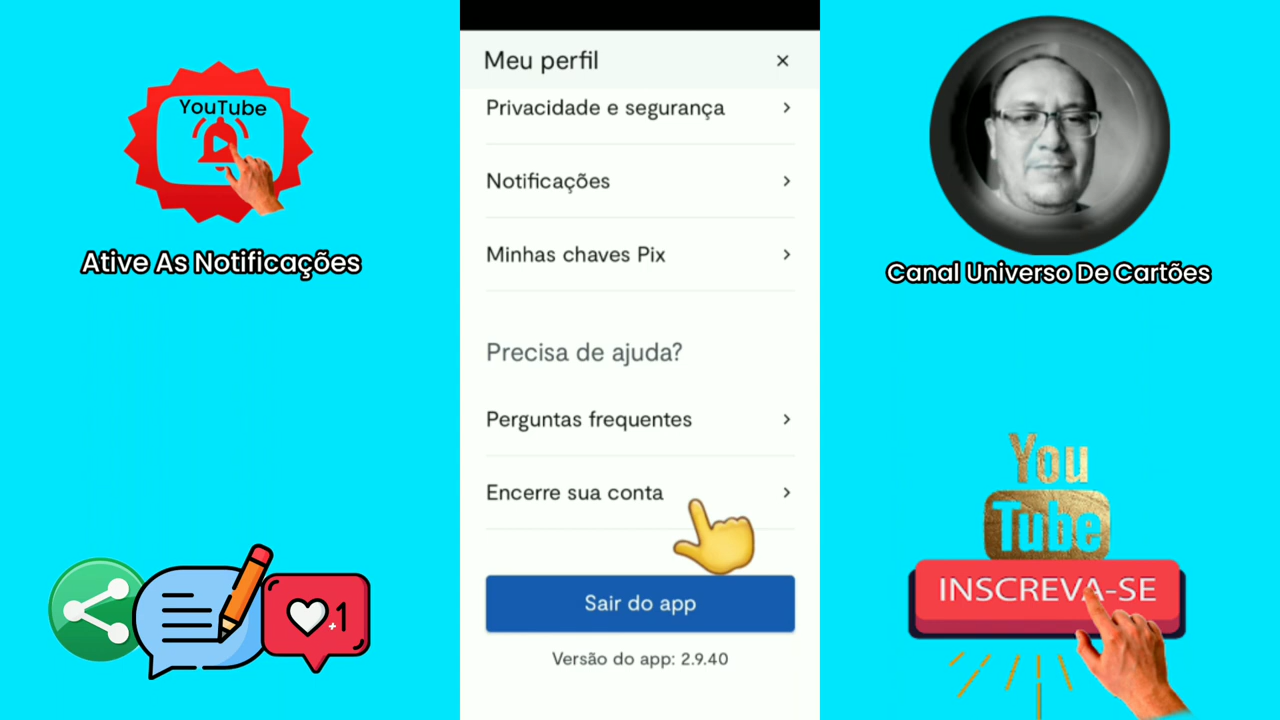 YouTube
Ative As Notificações
Meu perfil
Privacidade e segurança
Notificações
Minhas chaves Pix
Precisa de ajuda?
Perguntas frequentes
Encerre sua conta
Sair do app
Versão do app: 2.9.40
+1
Canal Universo De Cartões
You
Tube
INSCREVA-SE